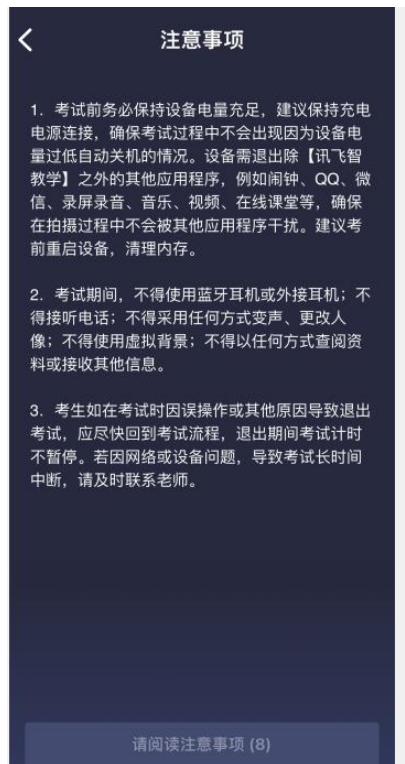 注意事项
1. 考试前务必保持设备电量充足，建议保持充电
电源连接，确保考试过程中不会出现因为设备电
量过低自动关机的情况。设备需退出除【讯飞智
教学】之外的其他应用程序，例如闹钟、QQ、微
信、录屏录音、音乐、视频、在线课堂等，确保
在拍摄过程中不会被其他应用程序干扰。建议考
前重启设备，清理内存。
2. 考试期间，不得使用蓝牙耳机或外接耳机；不
得接听电话；不得采用任何方式变声、更改人
像；不得使用虚拟背景；不得以任何方式查阅资
料或接收其他信息。
3. 考生如在考试时因误操作或其他原因导致退出
考试，应尽快回到考试流程，退出期间考试计时
不暂停。若因网络或设备问题，导致考试长时间
中断，请及时联系老师。
请阅读注意事项 (8)